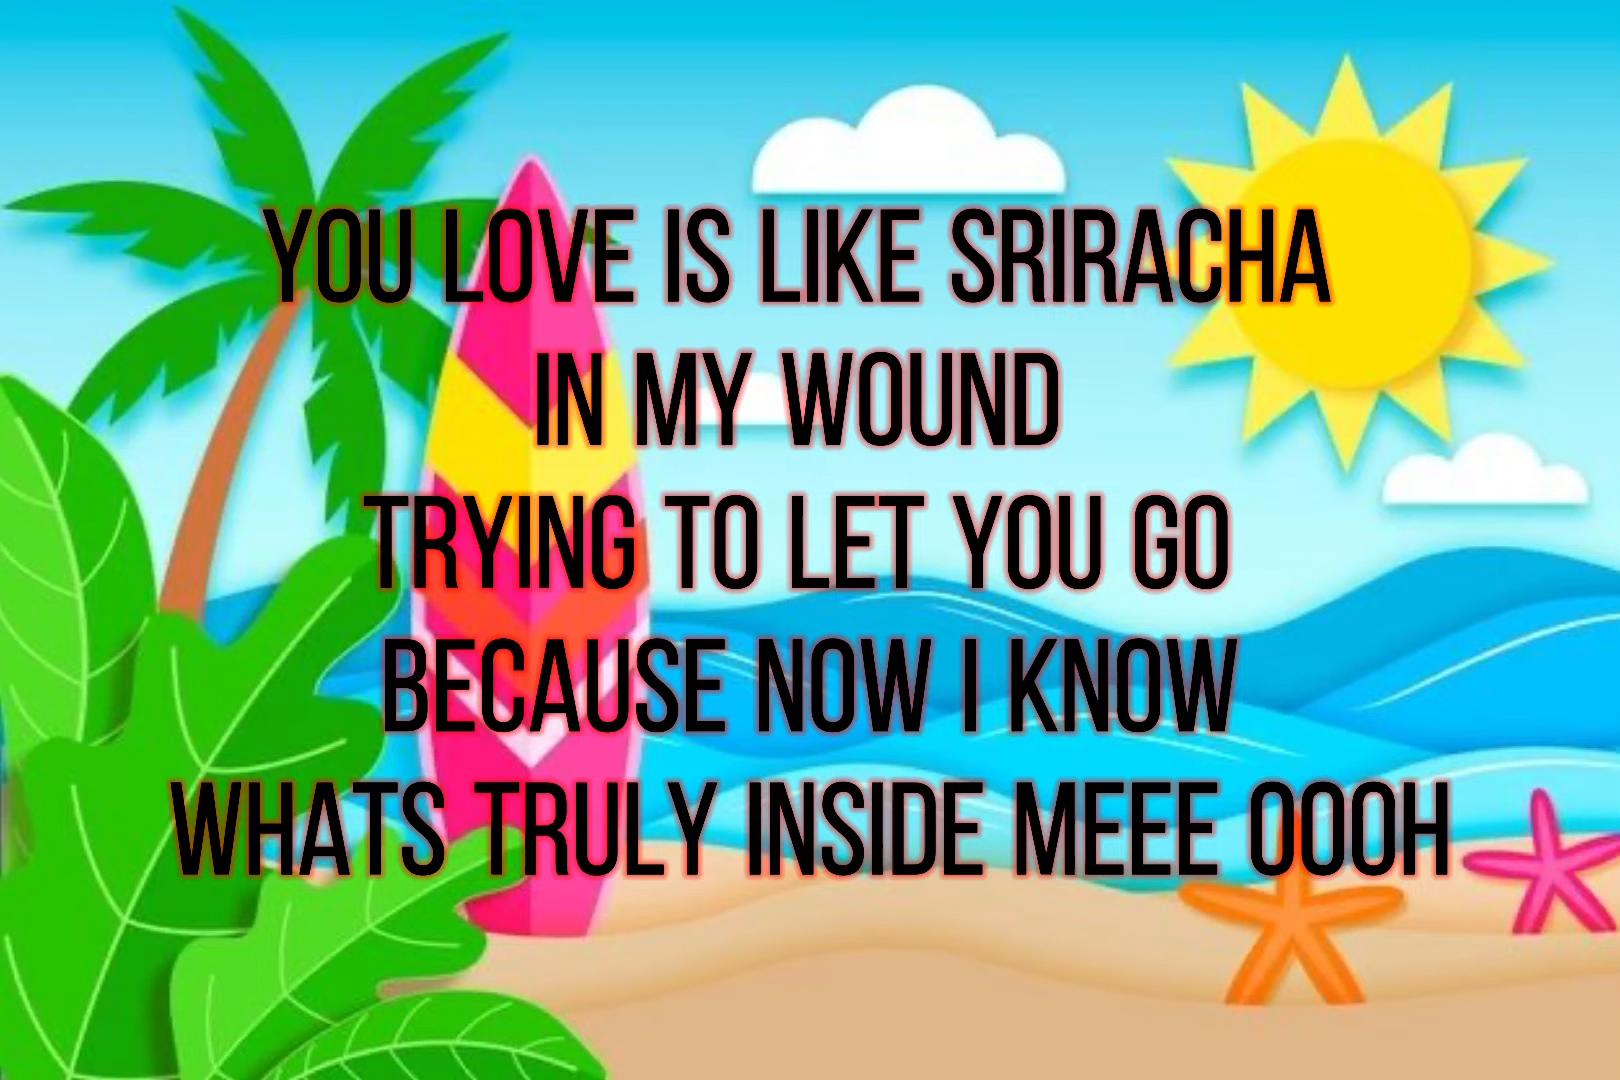 YOU LOVE IS LIKE SRIRACHA
IN MY WOUND
TRYING TO LET YOU GO
BECAUSE NOW I KNOW
WHATS TRULY INSIDE MEEE OOOH